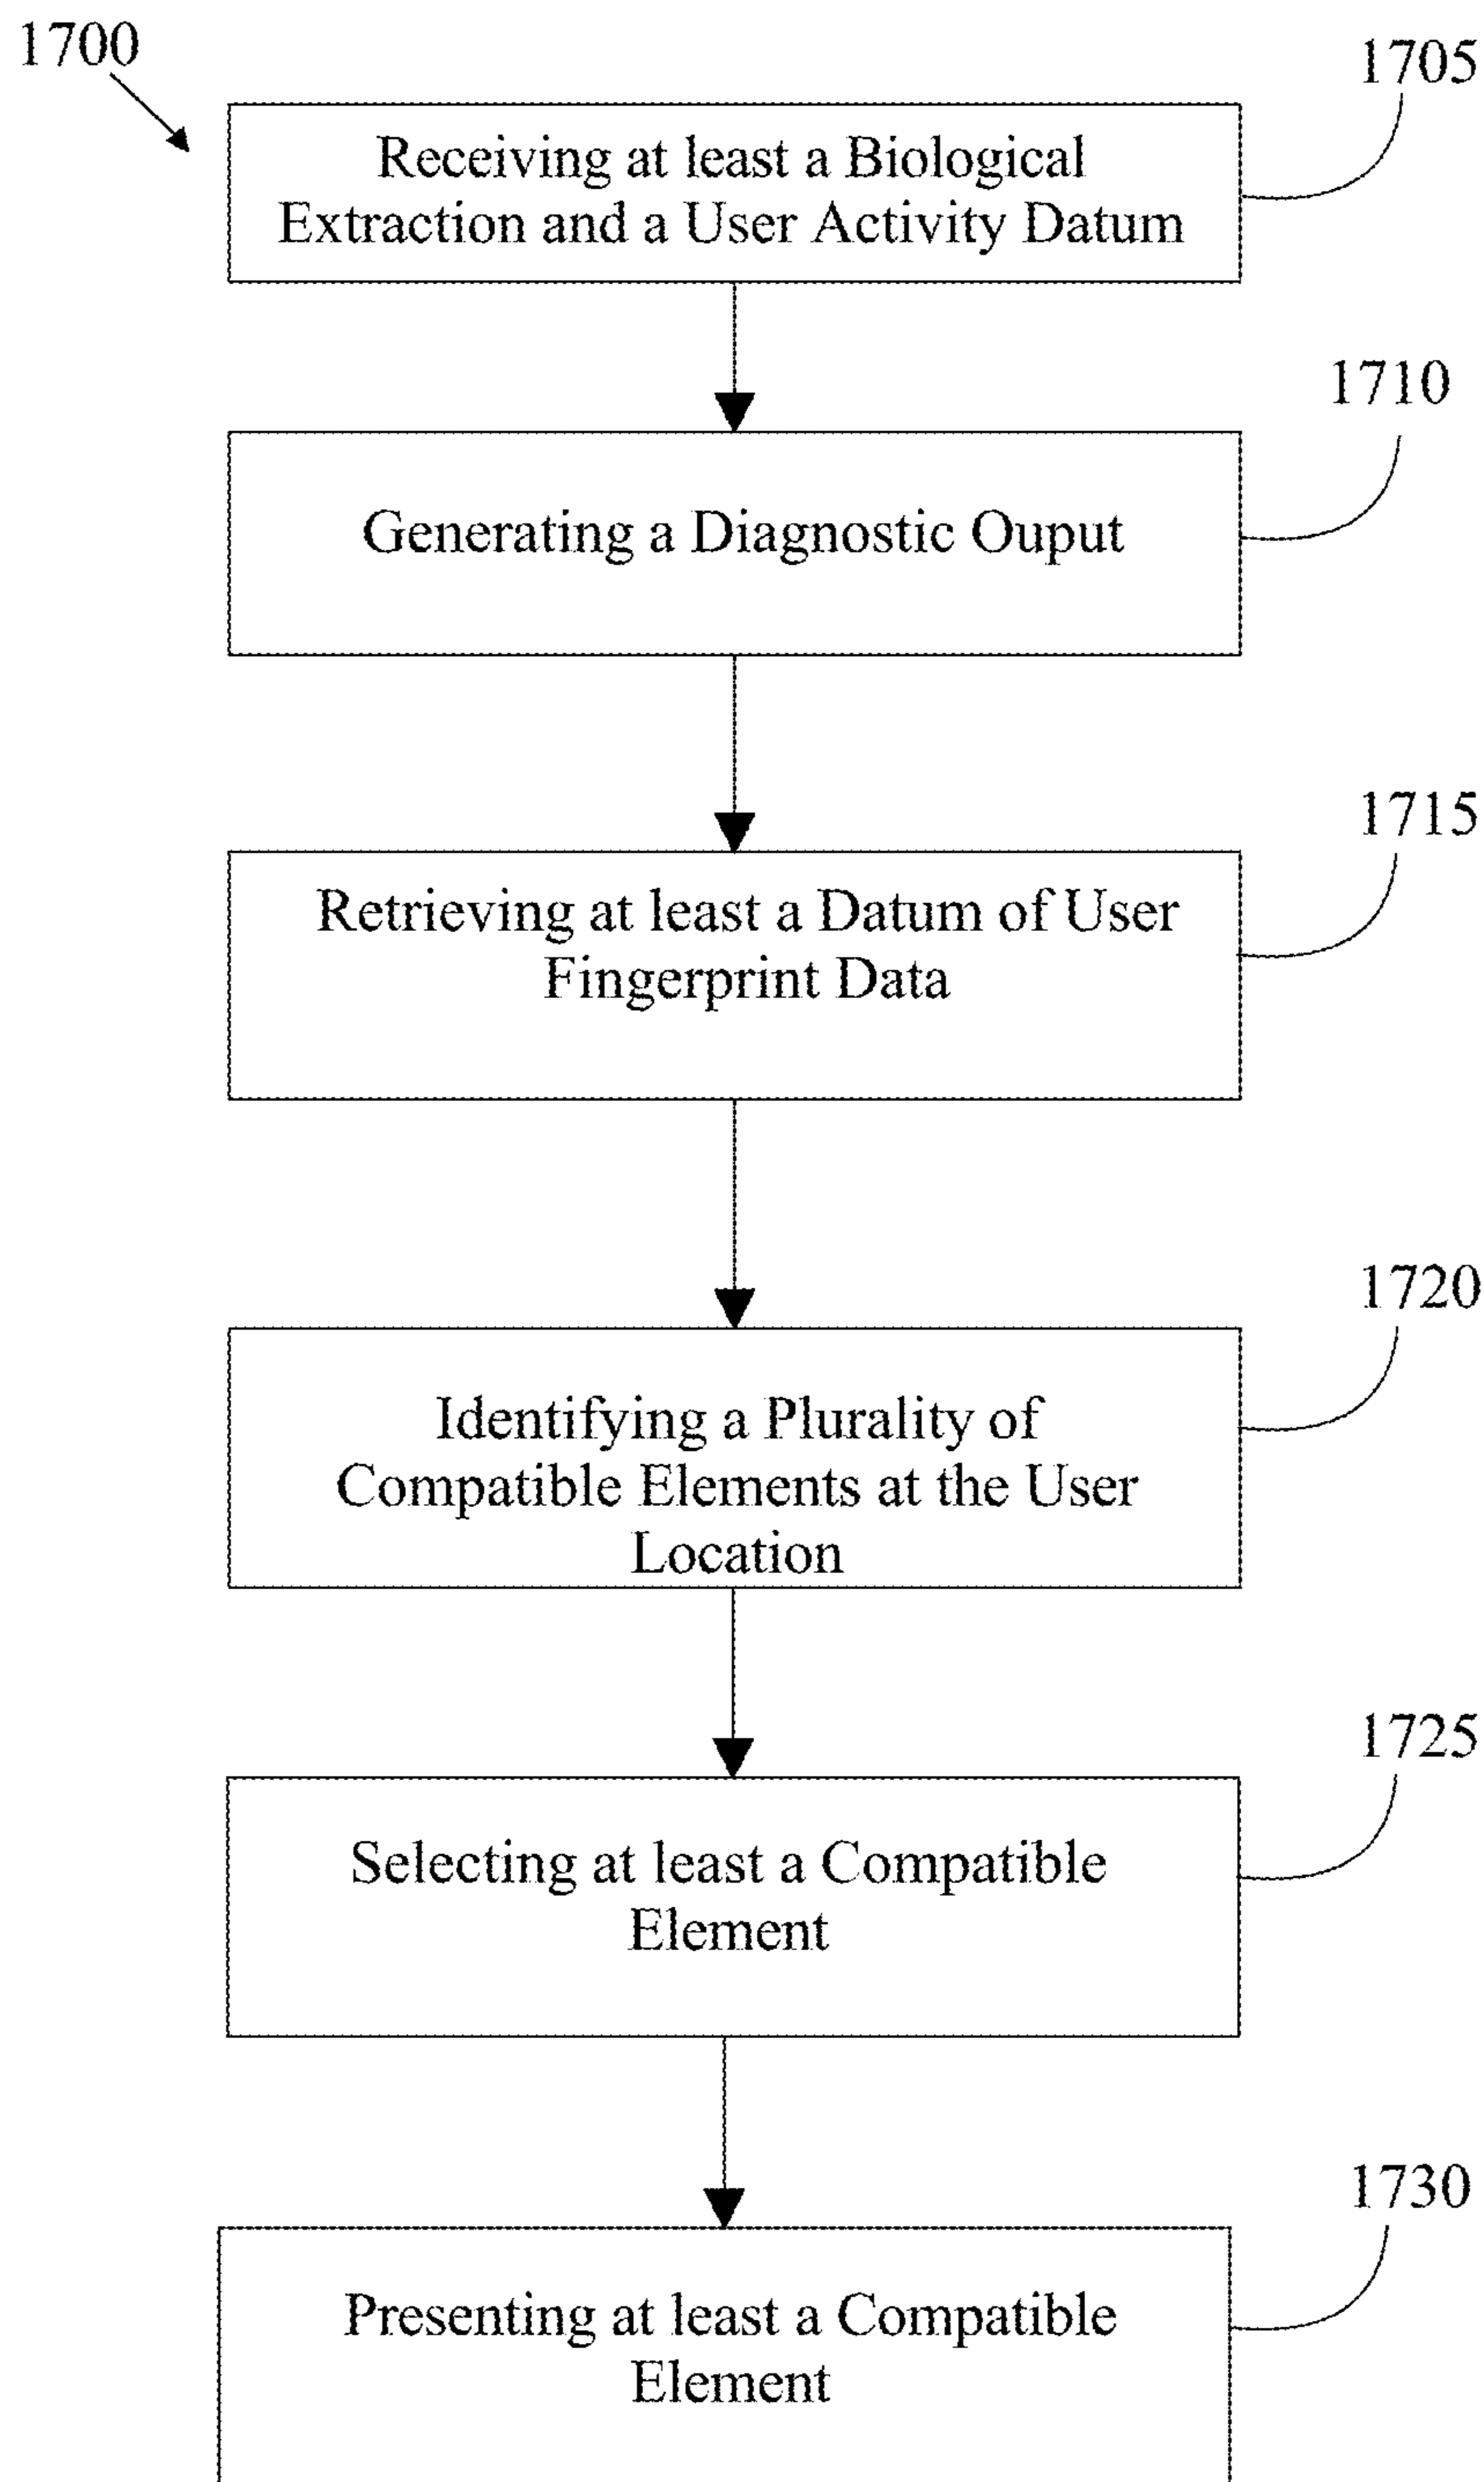 1700
1705
Receiving at least a Biological
Extraction and a User Activity Datum
1710
Generating a Diagnostic Ouput
1715
Retrieving at least a Datum of User
Fingerprint Data
1720
Identifying a Plurality of
Compatible Elements at the User
Location
1725
Selecting at least a Compatible
Element
1730
Presenting at least a Compatible
Element